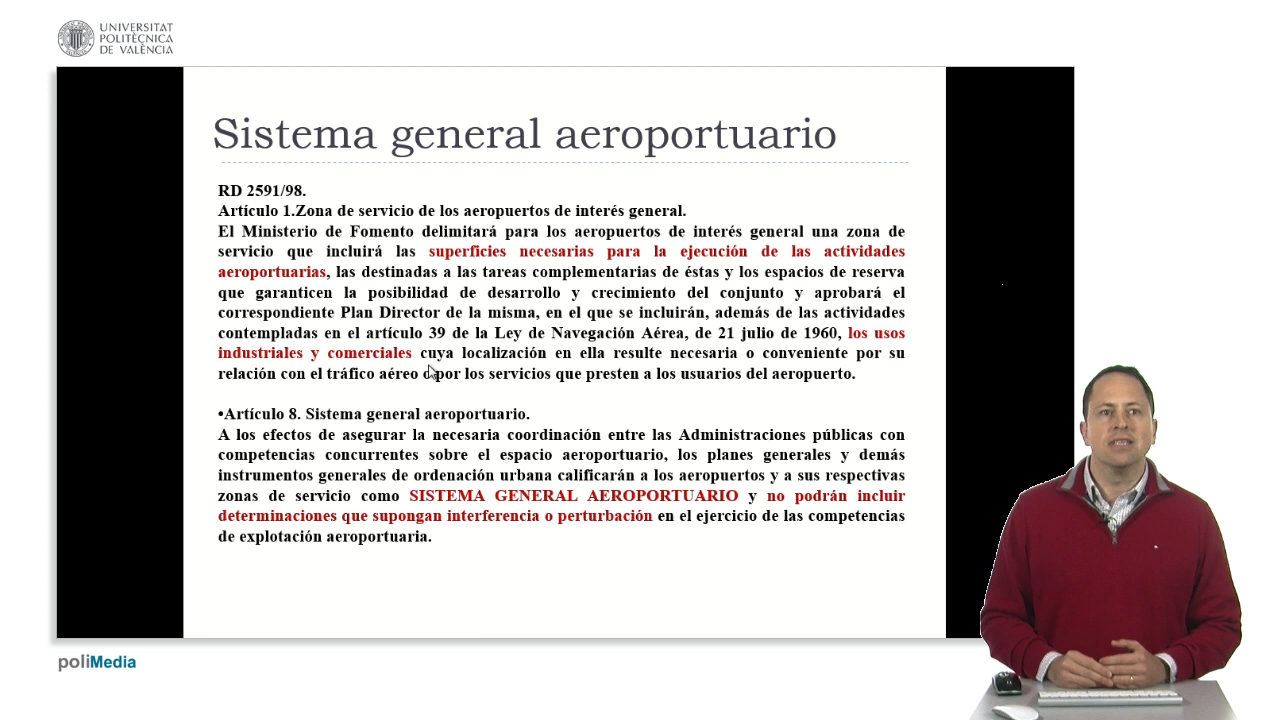 UNIVERSITAT
POLITÈCNICA
DE VALÈNCIA
Sistema general aeroportuario
RD 2591/98.
Artículo 1.Zona de servicio de los aeropuertos de interés general.
El Ministerio de Fomento delimitará para los aeropuertos de interés general una zona de
servicio que incluirá las superficies necesarias para la ejecución de las actividades
aeroportuarias, las destinadas a las tareas complementarias de éstas y los espacios de reserva
que garanticen la posibilidad de desarrollo y crecimiento del conjunto y aprobará el
correspondiente Plan Director de la misma, en el que se incluirán, además de las actividades
contempladas en el artículo 39 de la Ley de Navegación Aérea, de 21 julio de 1960, los usos
industriales y comerciales cuya localización en ella resulte necesaria o conveniente por su
relación con el tráfico aéreo o por los servicios que presten a los usuarios del aeropuerto.
•Artículo 8. Sistema general aeroportuario.
A los efectos de asegurar la necesaria coordinación entre las Administraciones públicas con
competencias concurrentes sobre el espacio aeroportuario, los planes generales y demás
instrumentos generales de ordenación urbana calificarán a los aeropuertos y a sus respectivas
zonas de servicio como SISTEMA GENERAL AEROPORTUARIO y no podrán incluir
determinaciones que supongan interferencia o perturbación en el ejercicio de las competencias
de explotación aeroportuaria.
poliMedia